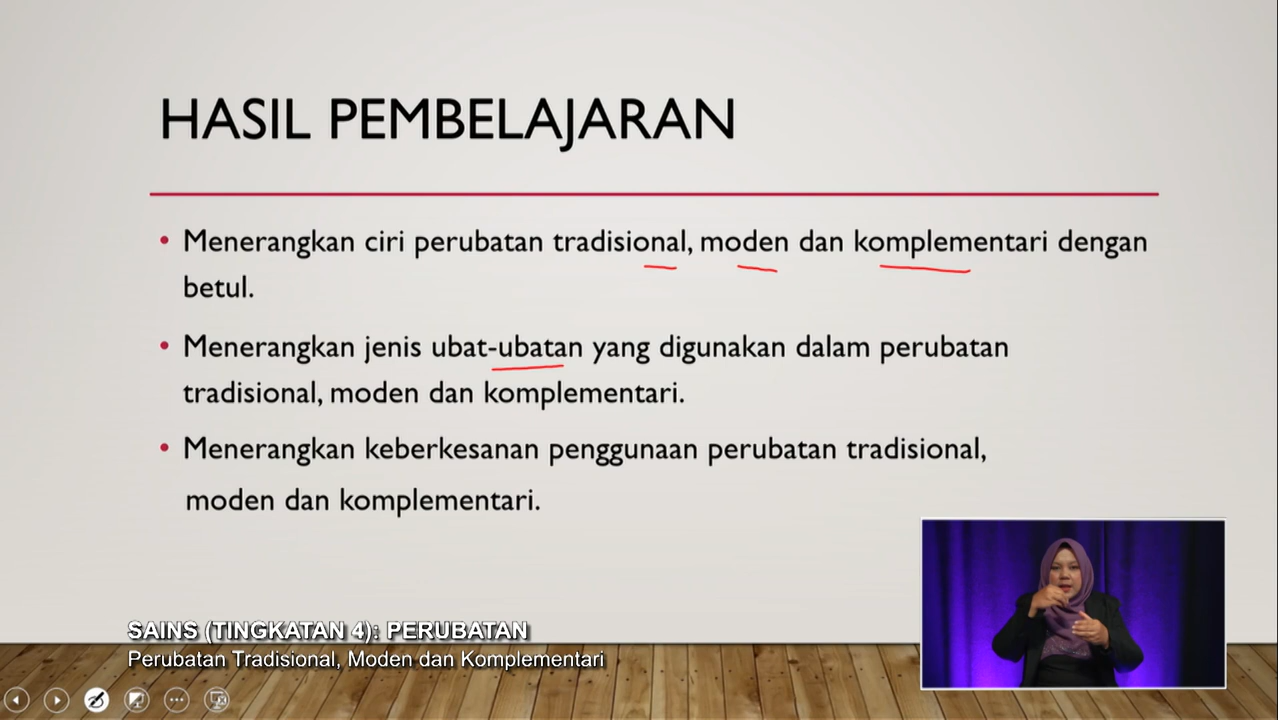 HASIL PEMBELAJARAN
• Menerangkan ciri perubatan tradisional, moden dan komplementari dengan
betul.
• Menerangkan jenis ubat-ubatan yang digunakan dalam perubatan
tradisional, moden dan komplementari.
• Menerangkan keberkesanan penggunaan perubatan tradisional,
moden dan komplementari.
SAINS (TINGKATAN 4): PERUBATAN
Perubatan Tradisional, Moden dan Komplementari